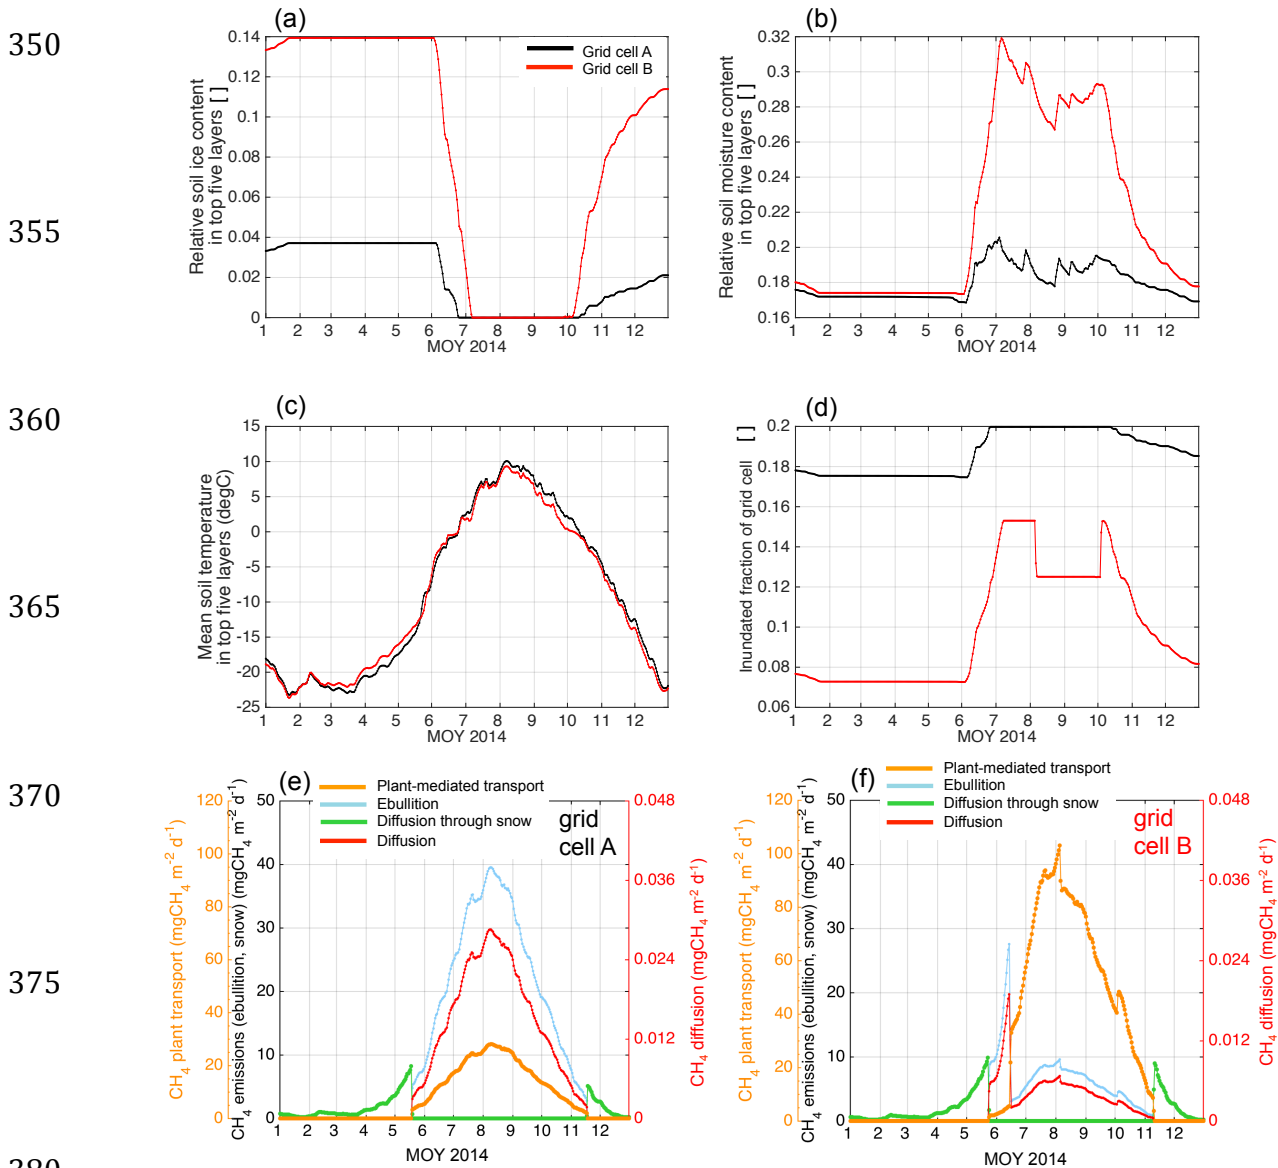 350
355
360
365
370
375
380
(a)
0.14
0.12
0.1
0.08
0.06
0.04
0.02
0
Relative soil ice content
in top five layers [ ]
Grid cell A
Grid cell B
1 2 3 4 5 6 7 8 9 10 11 12
MOY 2014
(b)
0.32
0.3
0.28
0.26
0.24
0.22
0.2
0.18
0.16
Relative soil moisture content
in top five layers [ ]
1 2 3 4 5 6 7 8 9 10 11 12
MOY 2014
(c)
15
10
5
0
-5
-10
-15
-20
-25
Mean soil temperature
in top five layers (degC)
1 2 3 4 5 6 7 8 9 10 11 12
MOY 2014
(d)
0.2
0.18
0.16
0.14
0.12
0.1
0.08
0.06
Inundated fraction of grid cell [ ]
1 2 3 4 5 6 7 8 9 10 11 12
MOY 2014
(e)
Plant-mediated transport
Ebullition
Diffusion through snow
Diffusion
grid
cell A
120
100
80
60
40
20
0
CH4 plant transport (mgCH4 m-2 d-1)
50
40
30
20
10
0
CH4 emissions (ebullition, snow) (mgCH4 m-2 d-1)
0.048
0.036
0.024
0.012
0
CH4 diffusion (mgCH4 m-2 d-1)
1 2 3 4 5 6 7 8 9 10 11 12
MOY 2014
(f)
Plant-mediated transport
Ebullition
Diffusion through snow
Diffusion
grid
cell B
120
100
80
60
40
20
0
CH4 plant transport (mgCH4 m-2 d-1)
50
40
30
20
10
0
CH4 emissions (ebullition, snow) (mgCH4 m-2 d-1)
0.048
0.036
0.024
0.012
0
CH4 diffusion (mgCH4 m-2 d-1)
1 2 3 4 5 6 7 8 9 10 11 12
MOY 2014